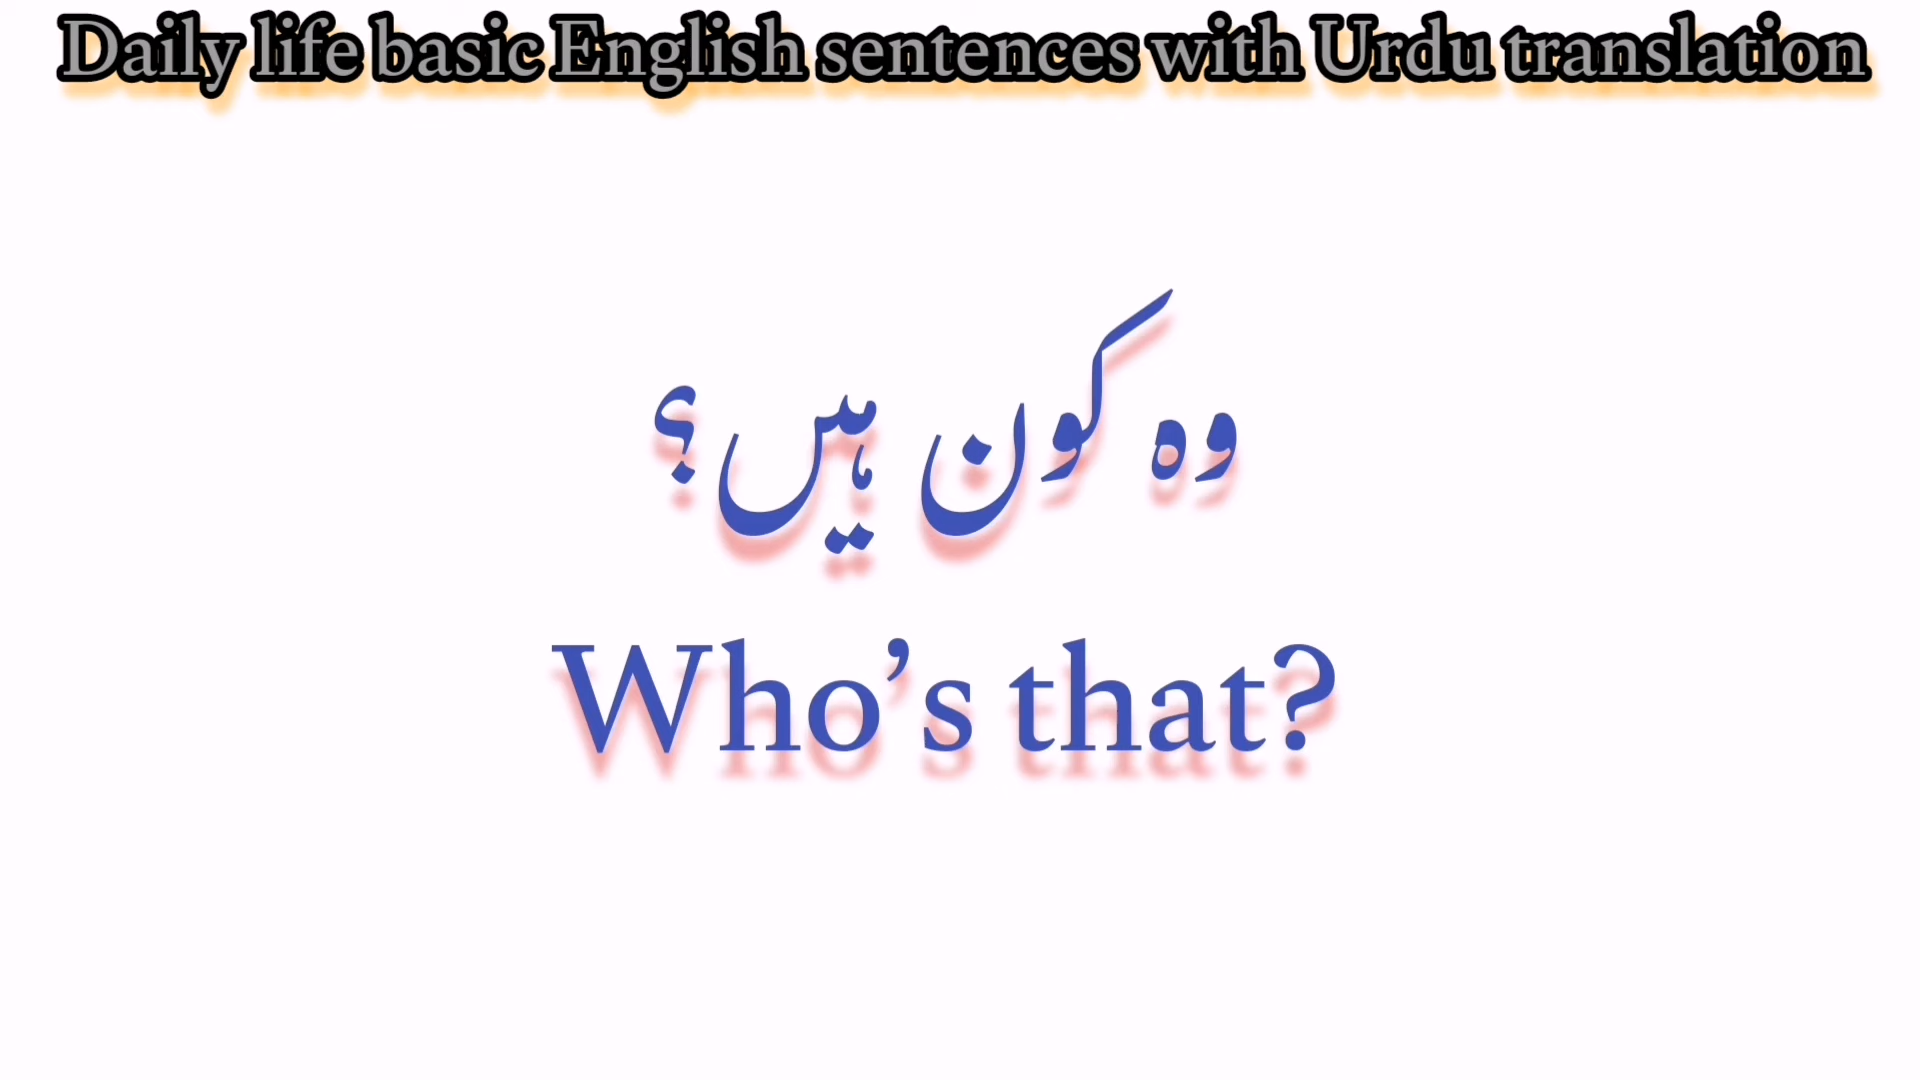 Daily life basic English sentences with Urdu translation
وہ کون ہیں؟
Who’s that?